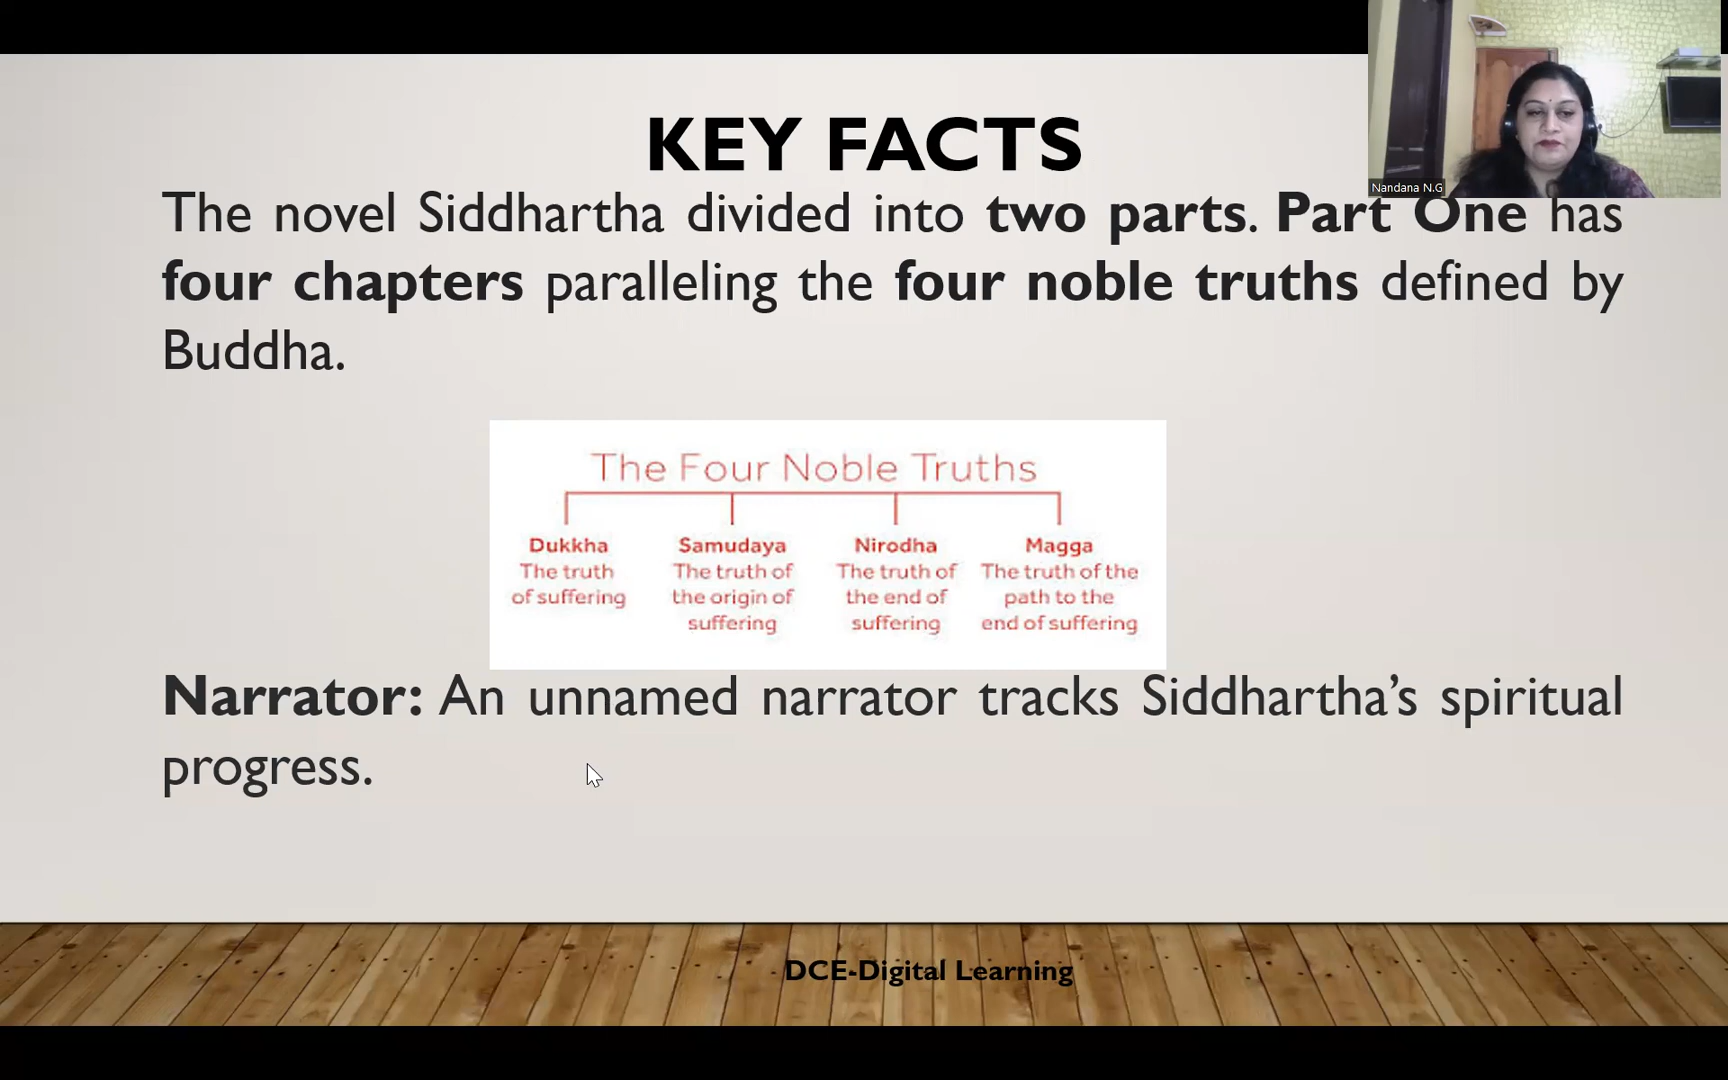 KEY FACTS
Nandana N.G
The novel Siddhartha divided into two parts. Part One has
four chapters paralleling the four noble truths defined by
Buddha.
The Four Noble Truths
Dukkha
The truth
of suffering
Samudaya
The truth of
the origin of
suffering
Nirodha
The truth of
the end of
suffering
Magga
The truth of the
path to the
end of suffering
Narrator: An unnamed narrator tracks Siddhartha’s spiritual
progress.
DCE-Digital Learning